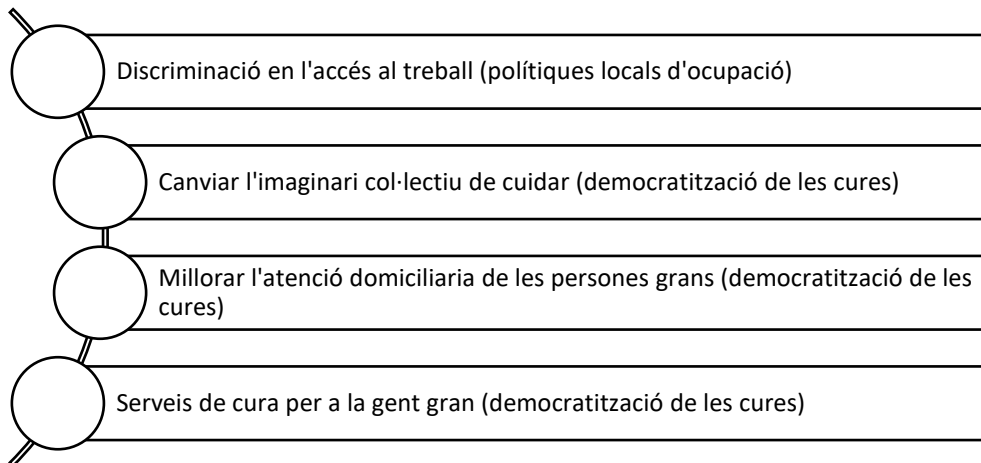 Discriminació en l'accés al treball (polítiques locals d'ocupació)
Canviar l'imaginari col·lectiu de cuidar (democratització de les cures)
Millorar l'atenció domiciliaria de les persones grans (democratització de les
cures)
Serveis de cura per a la gent gran (democratització de les cures)